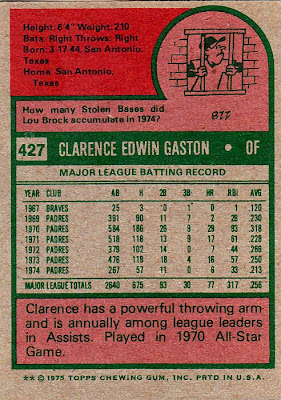 Height: 6'4" Weight: 210
Bats: Right Throws: Right
Born: 3-17-44, San Antonio,
Texas
Home: San Antonio,
Texas
How many Stolen Bases did
Lou Brock accumulate in 1974?
118
427 CLARENCE EDWIN GASTON • OF
MAJOR LEAGUE BATTING RECORD
YEAR CLUB AB H 2B 3B HR RBI AVG
1967 BRAVES 25 3 0 1 0 1 .120
1969 PADRES 391 90 11 7 2 28 .230
1970 PADRES 584 186 26 9 29 93 .318
1971 PADRES 518 118 13 9 17 61 .228
1972 PADRES 379 102 14 0 7 44 .269
1973 PADRES 476 119 18 4 16 57 .250
1974 PADRES 267 57 11 0 6 33 .213
MAJOR LEAGUE TOTALS 2640 675 93 30 77 317 .256
Clarence has a powerful throwing arm
and is annually among league leaders
in Assists. Played in 1970 All-Star
Game.
** © 1975 TOPPS CHEWING GUM, INC. PRTD IN U.S.A.